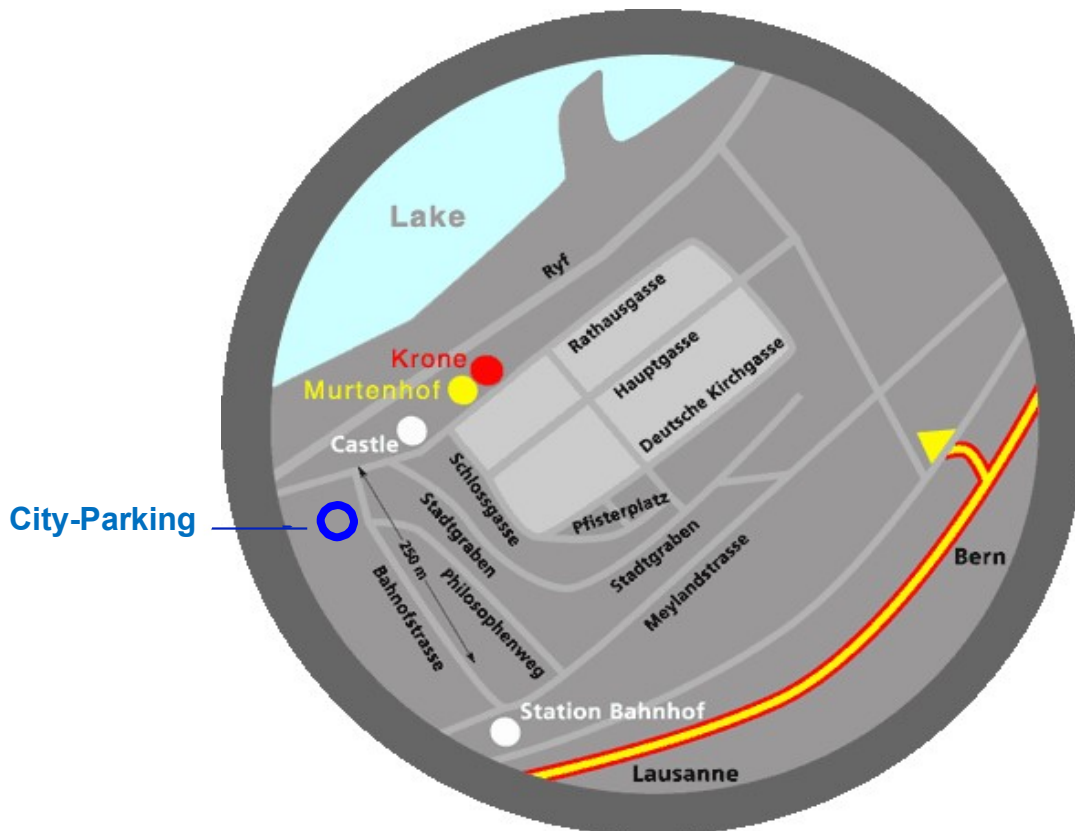 Lake
Ryf
Rathausgasse
Krone
Hauptgasse
Murtenhof
Deutsche Kirchgasse
Castle
Schlossgasse
Stadtgraben
Pfisterplatz
City-Parking
Stadtgraben
250 m
Philosophenweg
Bahnofstrasse
Meylandstrasse
Bern
Station Bahnhof
Lausanne